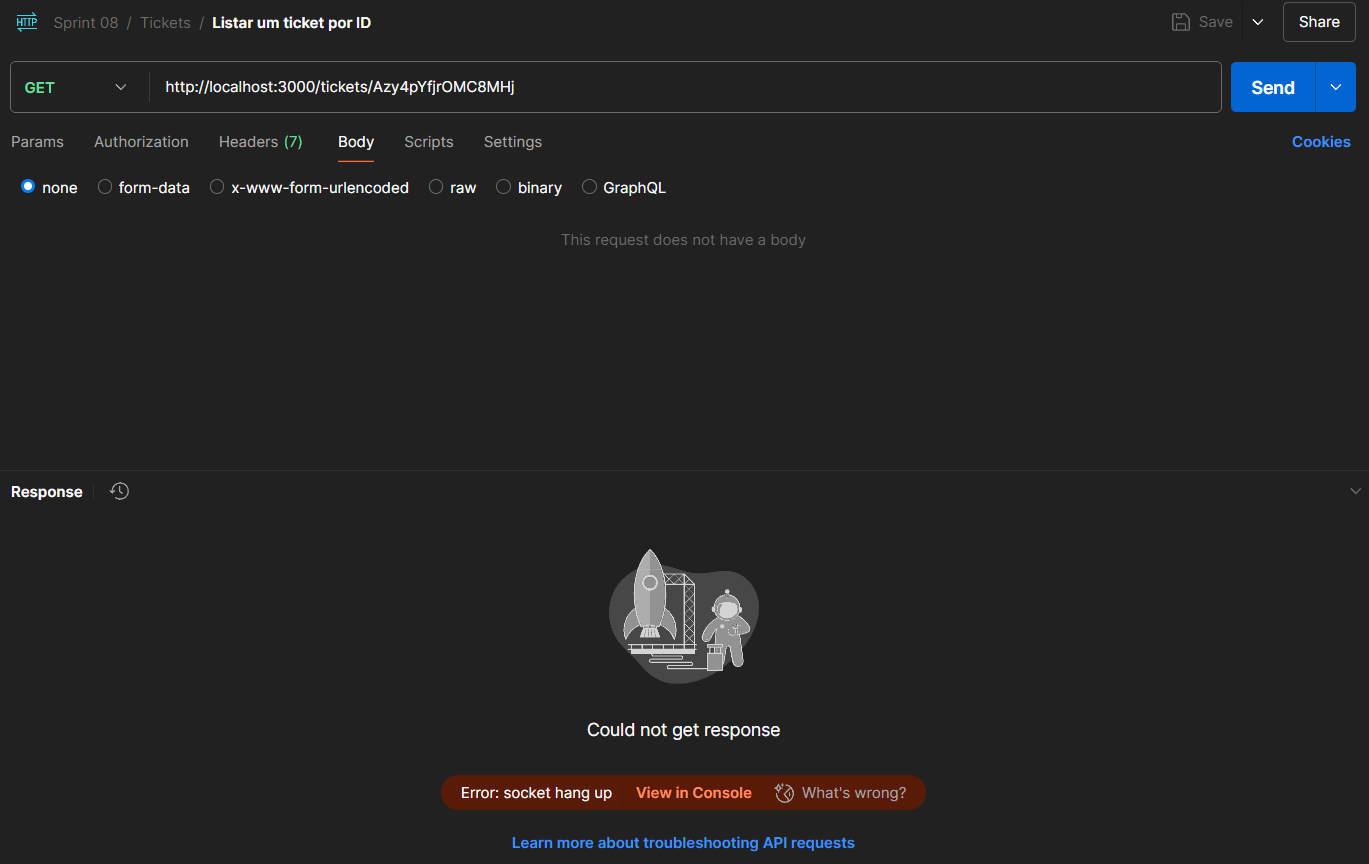 HTTP Sprint 08 / Tickets / Listar um ticket por ID Save Share
GET http://localhost:3000/tickets/Azy4pYfjrOMC8MHj Send
Params Authorization Headers (7) Body Scripts Settings Cookies
none form-data x-www-form-urlencoded raw binary GraphQL
This request does not have a body
Response
Could not get response
Error: socket hang up View in Console What's wrong?
Learn more about troubleshooting API requests